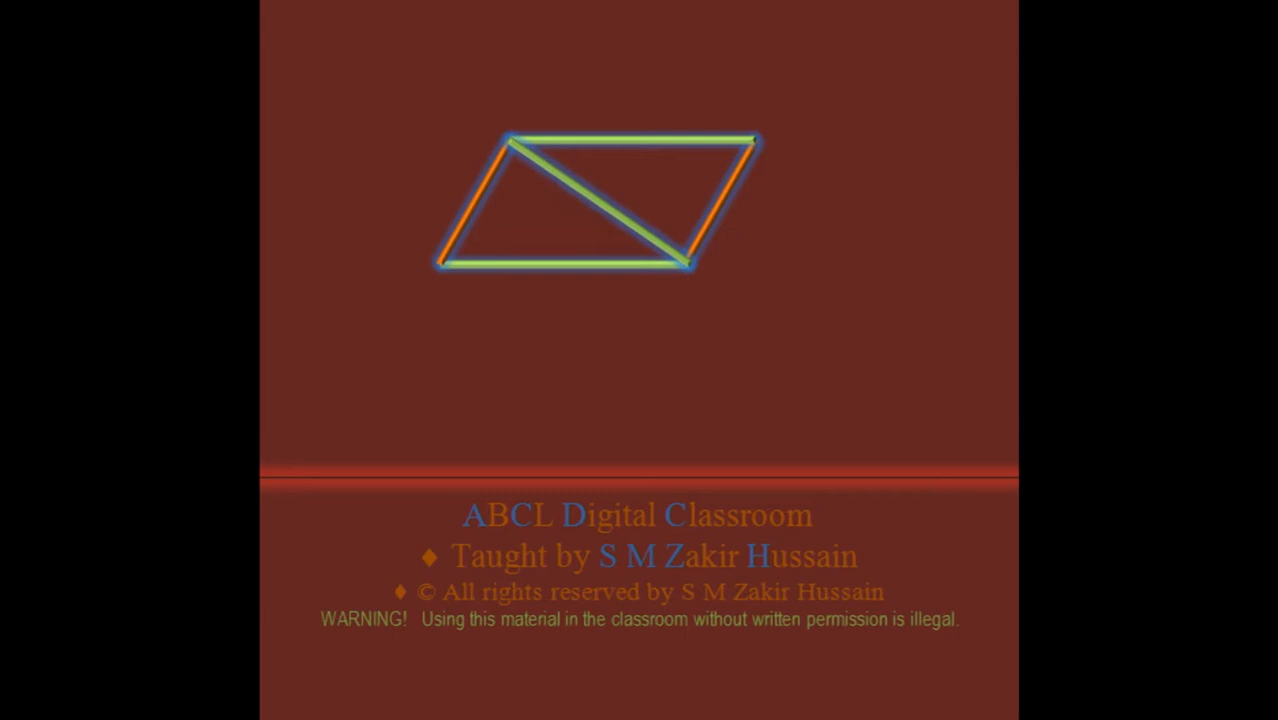 ABCL Digital Classroom
♦ Taught by S M Zakir Hussain
♦ © All rights reserved by S M Zakir Hussain
WARNING! Using this material in the classroom without written permission is illegal.